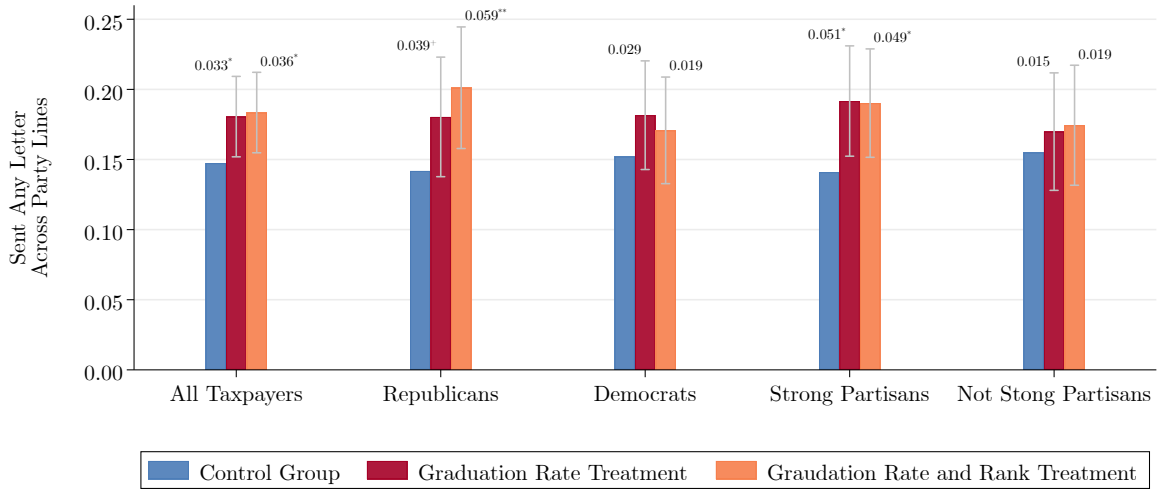 0.25
0.20
0.15
0.10
0.05
0.00
Sent Any Letter
Across Party Lines
0.033*
0.036*
0.039+
0.059**
0.029
0.019
0.051*
0.049*
0.015
0.019
All Taxpayers
Republicans
Democrats
Strong Partisans
Not Stong Partisans
Control Group
Graduation Rate Treatment
Graudation Rate and Rank Treatment